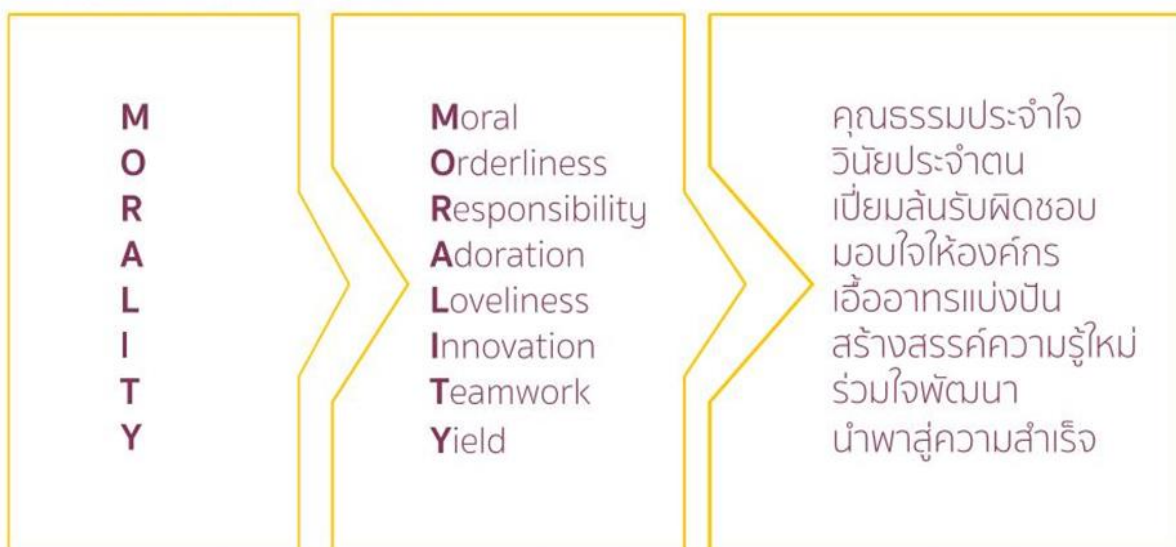 M
O
R
A
L
I
T
Y
Moral
Orderliness
Responsibility
Adoration
Loveliness
Innovation
Teamwork
Yield
คุณธรรมประจำใจ
วินัยประจำตน
เปี่ยมล้นรับผิดชอบ
มอบใจให้องค์กร
เอื้ออาทรแบ่งปัน
สร้างสรรค์ความรู้ใหม่
ร่วมใจพัฒนา
นำพาสู่ความสำเร็จ